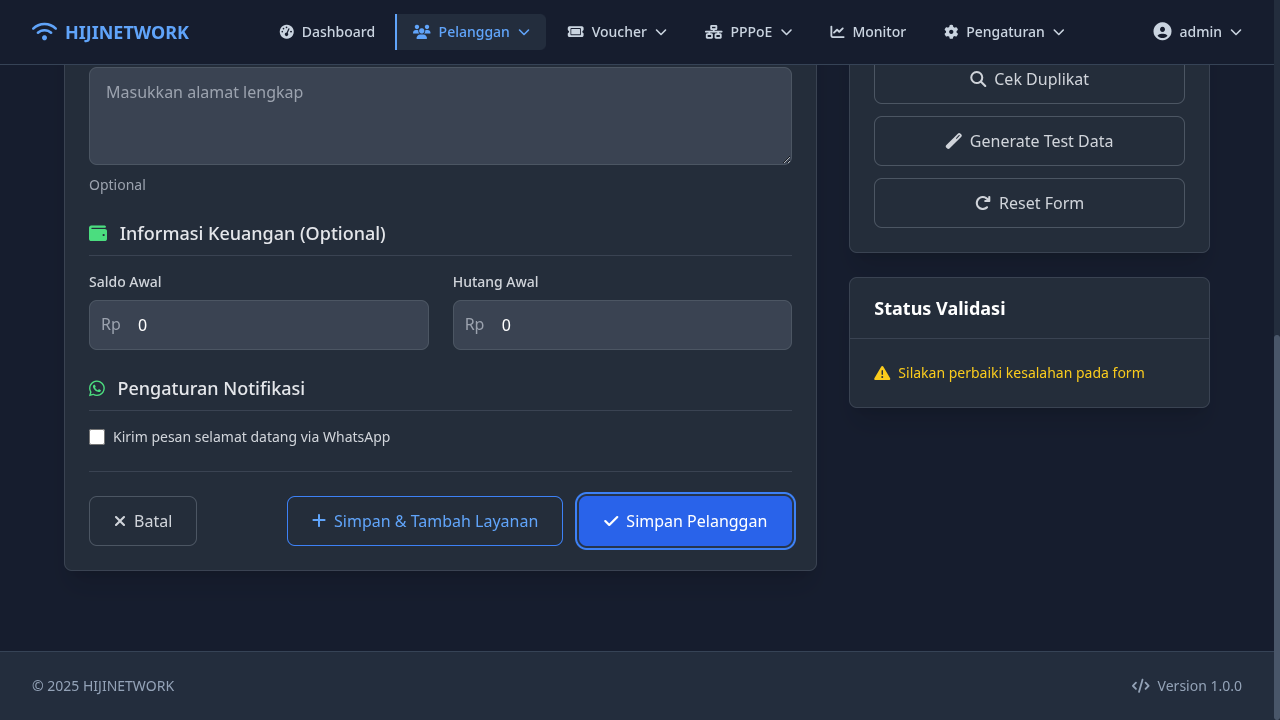 HIJINETWORK
Dashboard
Pelanggan
Voucher
PPPoE
Monitor
Pengaturan
admin
Masukkan alamat lengkap
Optional
Informasi Keuangan (Optional)
Saldo Awal
Hutang Awal
Rp 0
Rp 0
Pengaturan Notifikasi
Kirim pesan selamat datang via WhatsApp
Batal
Simpan & Tambah Layanan
Simpan Pelanggan
Cek Duplikat
Generate Test Data
Reset Form
Status Validasi
Silakan perbaiki kesalahan pada form
© 2025 HIJINETWORK
Version 1.0.0